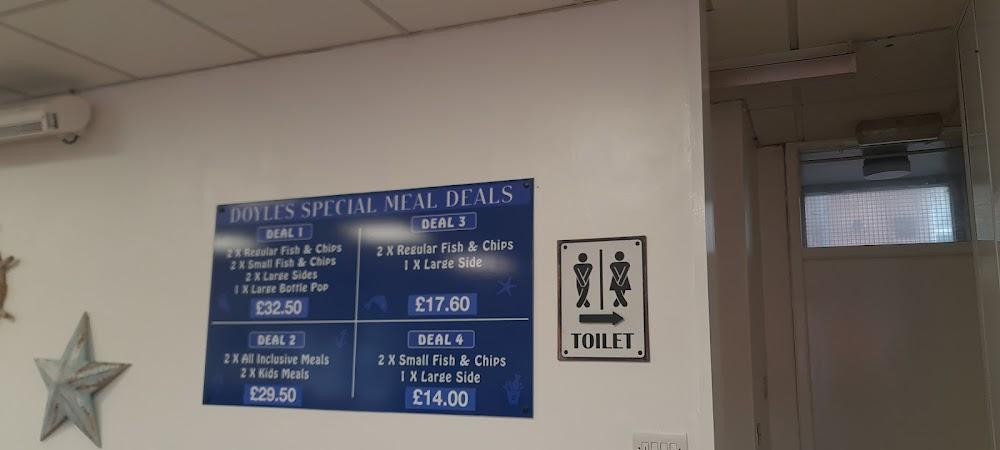 DOYLES SPECIAL MEAL DEALS
DEAL 1
2 X Regular Fish & Chips
2 X Small Fish & Chips
2 X Large Sides
1 X Large Bottle Pop
£32.50
DEAL 3
2 X Regular Fish & Chips
1 X Large Side
£17.60
DEAL 2
2 X All Inclusive Meals
2 X Kids Meals
£29.50
DEAL 4
2 X Small Fish & Chips
1 X Large Side
£14.00
TOILET